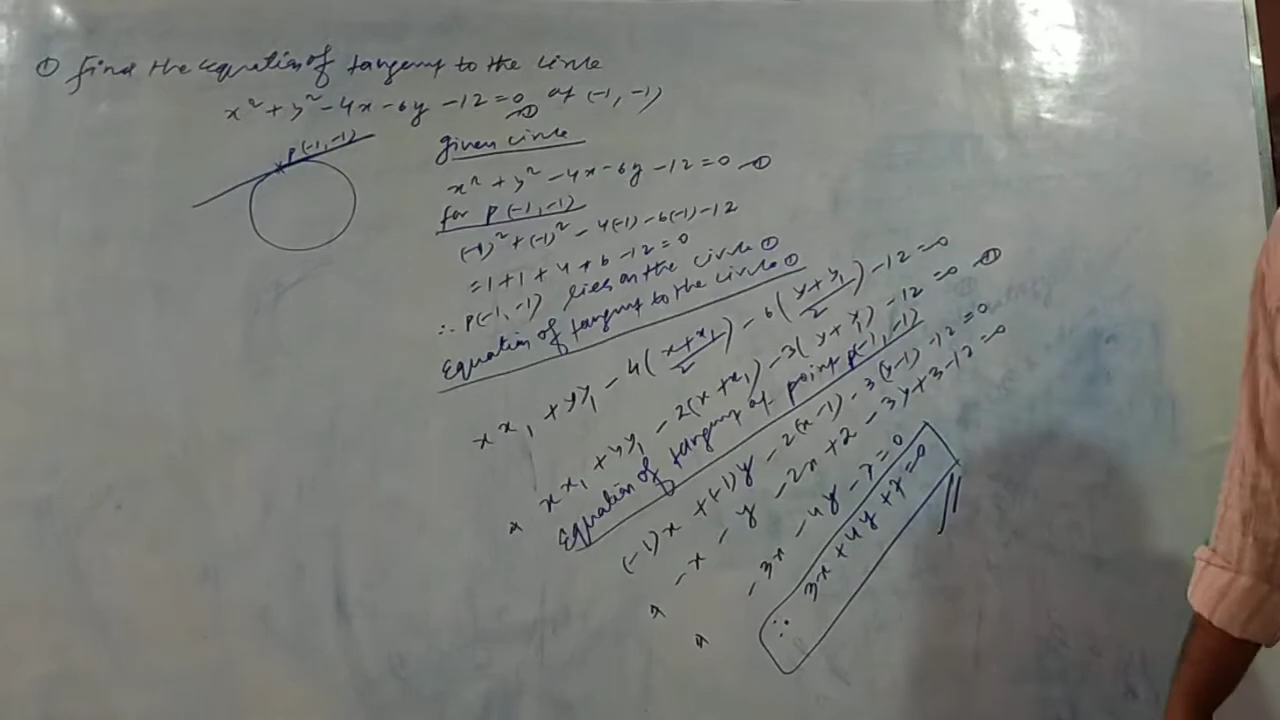 ① find the equation of tangent to the circle
x² + y² - 4x - 6y - 12 = 0 at (-1, -1)
①
P(-1, -1)
given circle
x² + y² - 4x - 6y - 12 = 0 -①
for P(-1, -1)
(-1)² + (-1)² - 4(-1) - 6(-1) - 12
= 1 + 1 + 4 + 6 - 12 = 0
∴ P(-1, -1) lies on the circle ①
Equation of tangent to the circle ①
x x₁ + y y₁ - 4((x + x₁)/2) - 6((y + y₁)/2) - 12 = 0
x x₁ + y y₁ - 2(x + x₁) - 3(y + y₁) - 12 = 0 -①
Equation of tangent at point P(-1, -1)
(-1)x + (-1)y - 2(x - 1) - 3(y - 1) - 12 = 0
- x - y - 2x + 2 - 3y + 3 - 12 = 0
- 3x - 4y - 7 = 0
∴ 3x + 4y + 7 = 0